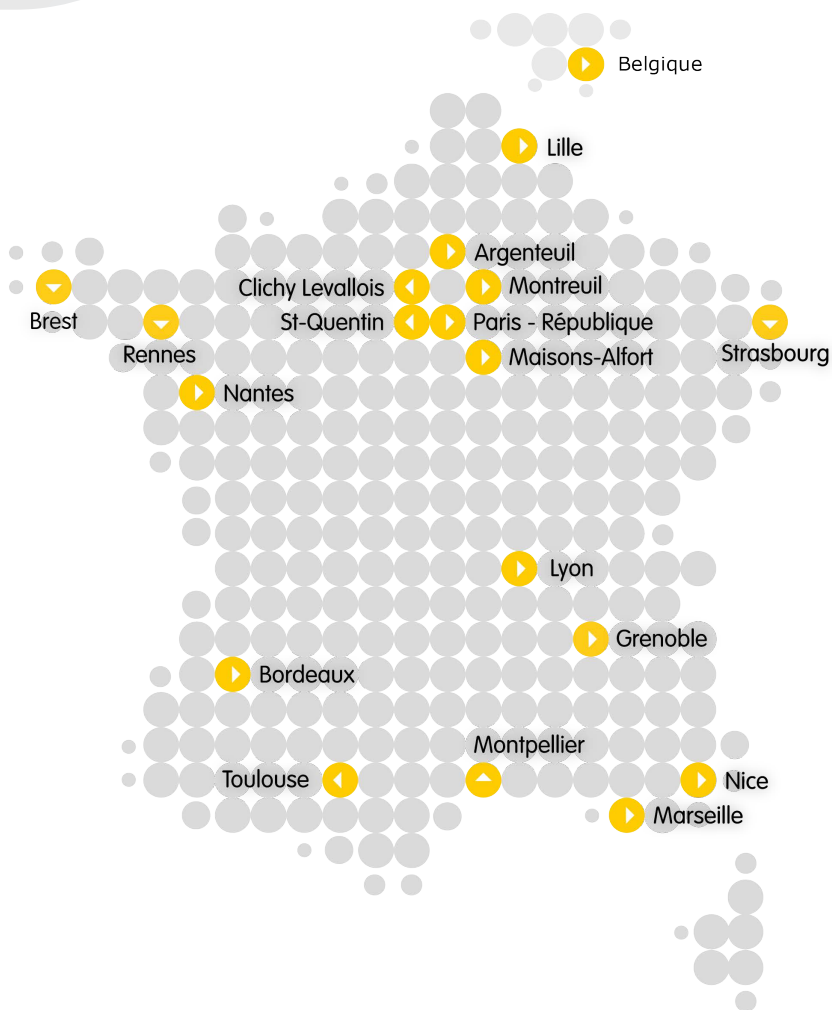 Belgique
Lille
Argenteuil
Clichy Levallois
Montreuil
Brest
St-Quentin
Paris - République
Rennes
Maisons-Alfort
Strasbourg
Nantes
Lyon
Grenoble
Bordeaux
Montpellier
Toulouse
Nice
Marseille